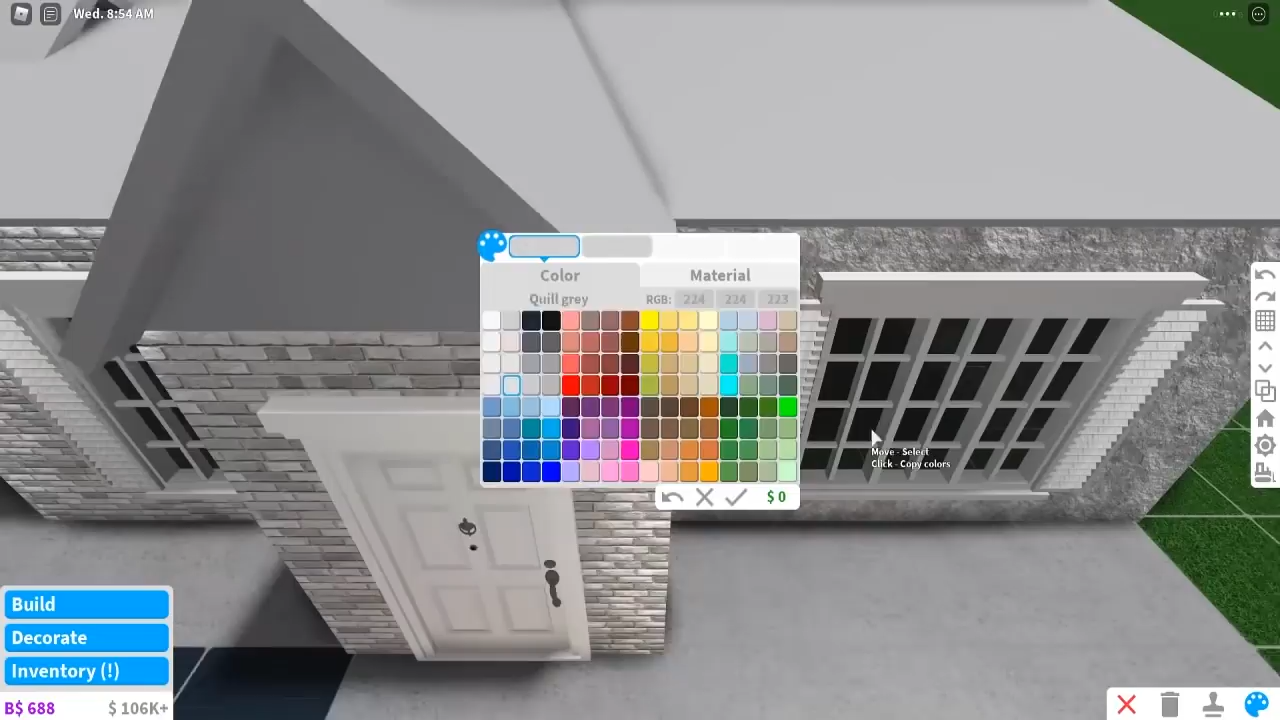 Wed. 8:54 AM
Color
Material
Quill grey
RGB:
224
224
223
Move - Select
Click - Copy colors
$ 0
Build
Decorate
Inventory (!)
B$ 688
$ 106K+